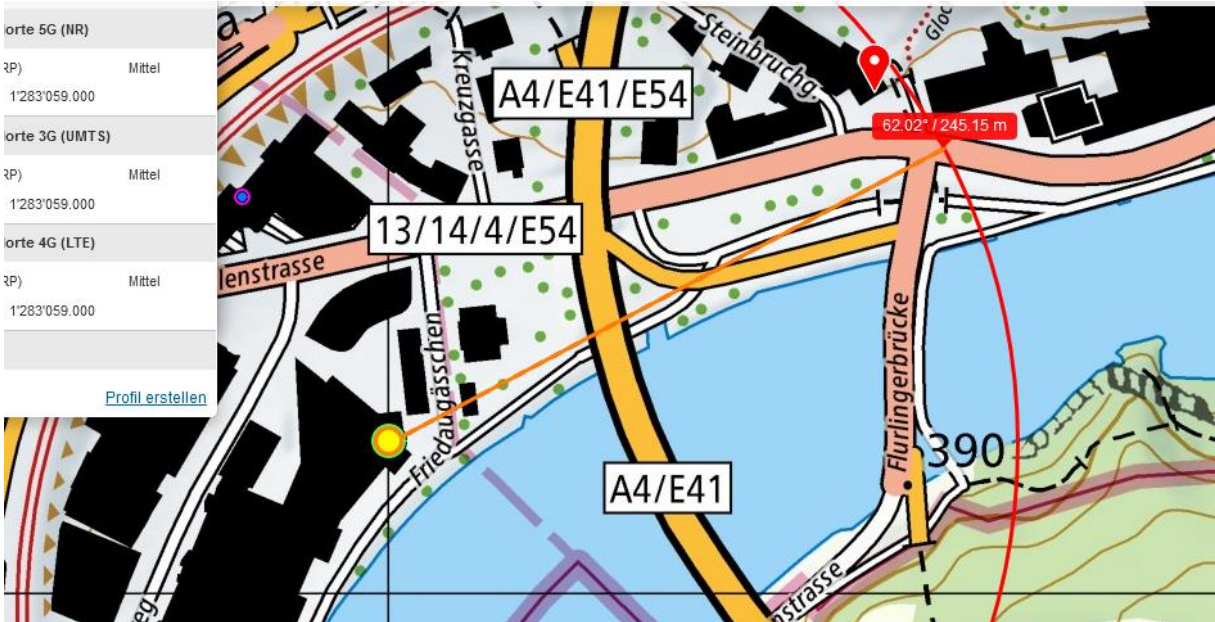 orte 5G (NR)
RP)
Mittel
1'283'059.000
orte 3G (UMTS)
RP)
Mittel
1'283'059.000
orte 4G (LTE)
RP)
Mittel
1'283'059.000
Profil erstellen
a
Kreuzgasse
A4/E41/E54
Steinbruchg.
Gloc
62.02° / 245.15 m
13/14/4/E54
lenstrasse
Friedaugässchen
Flurlingerbrücke
390
A4/E41
nstrasse
eg